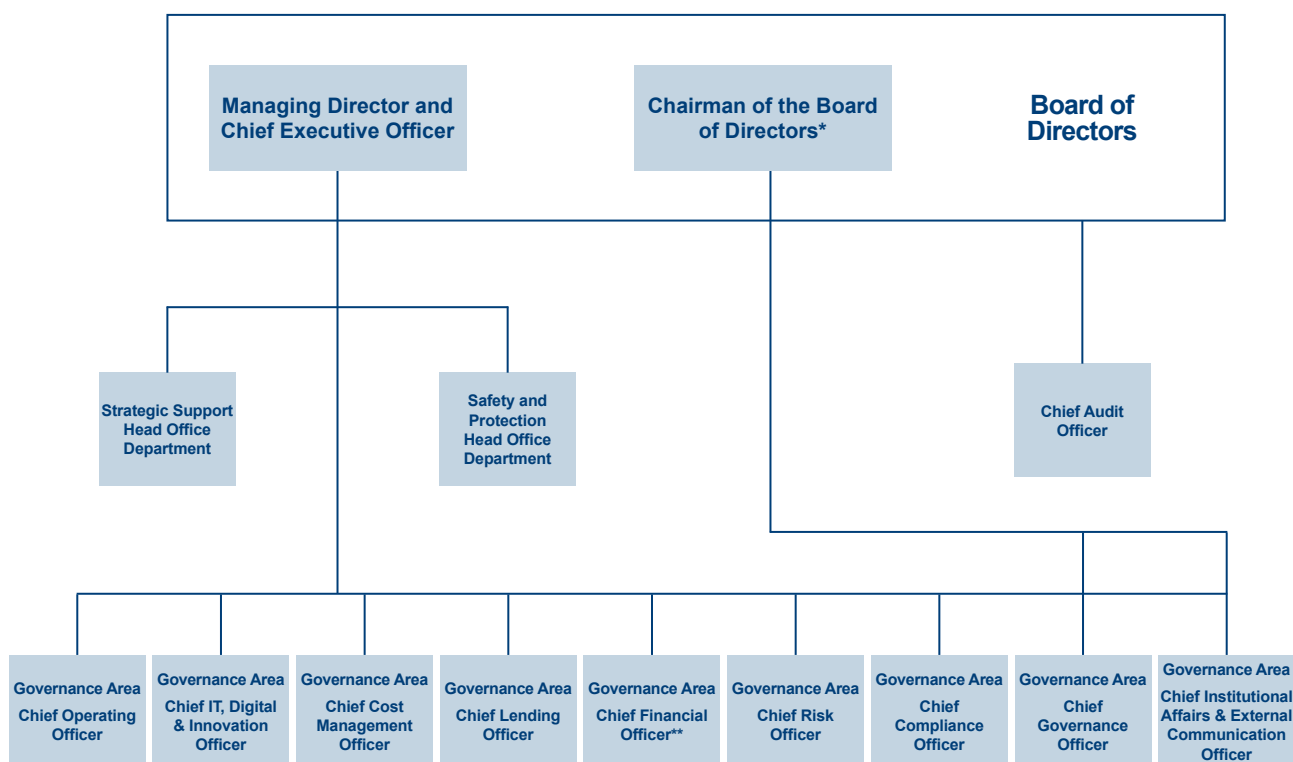 Managing Director and
Chief Executive Officer
Chairman of the Board
of Directors*
Board of
Directors
Strategic Support
Head Office
Department
Safety and
Protection
Head Office
Department
Chief Audit
Officer
Governance Area
Chief Operating
Officer
Governance Area
Chief IT, Digital
& Innovation
Officer
Governance Area
Chief Cost
Management
Officer
Governance Area
Chief Lending
Officer
Governance Area
Chief Financial
Officer**
Governance Area
Chief Risk
Officer
Governance Area
Chief
Compliance
Officer
Governance Area
Chief
Governance
Officer
Governance Area
Chief Institutional
Affairs & External
Communication
Officer